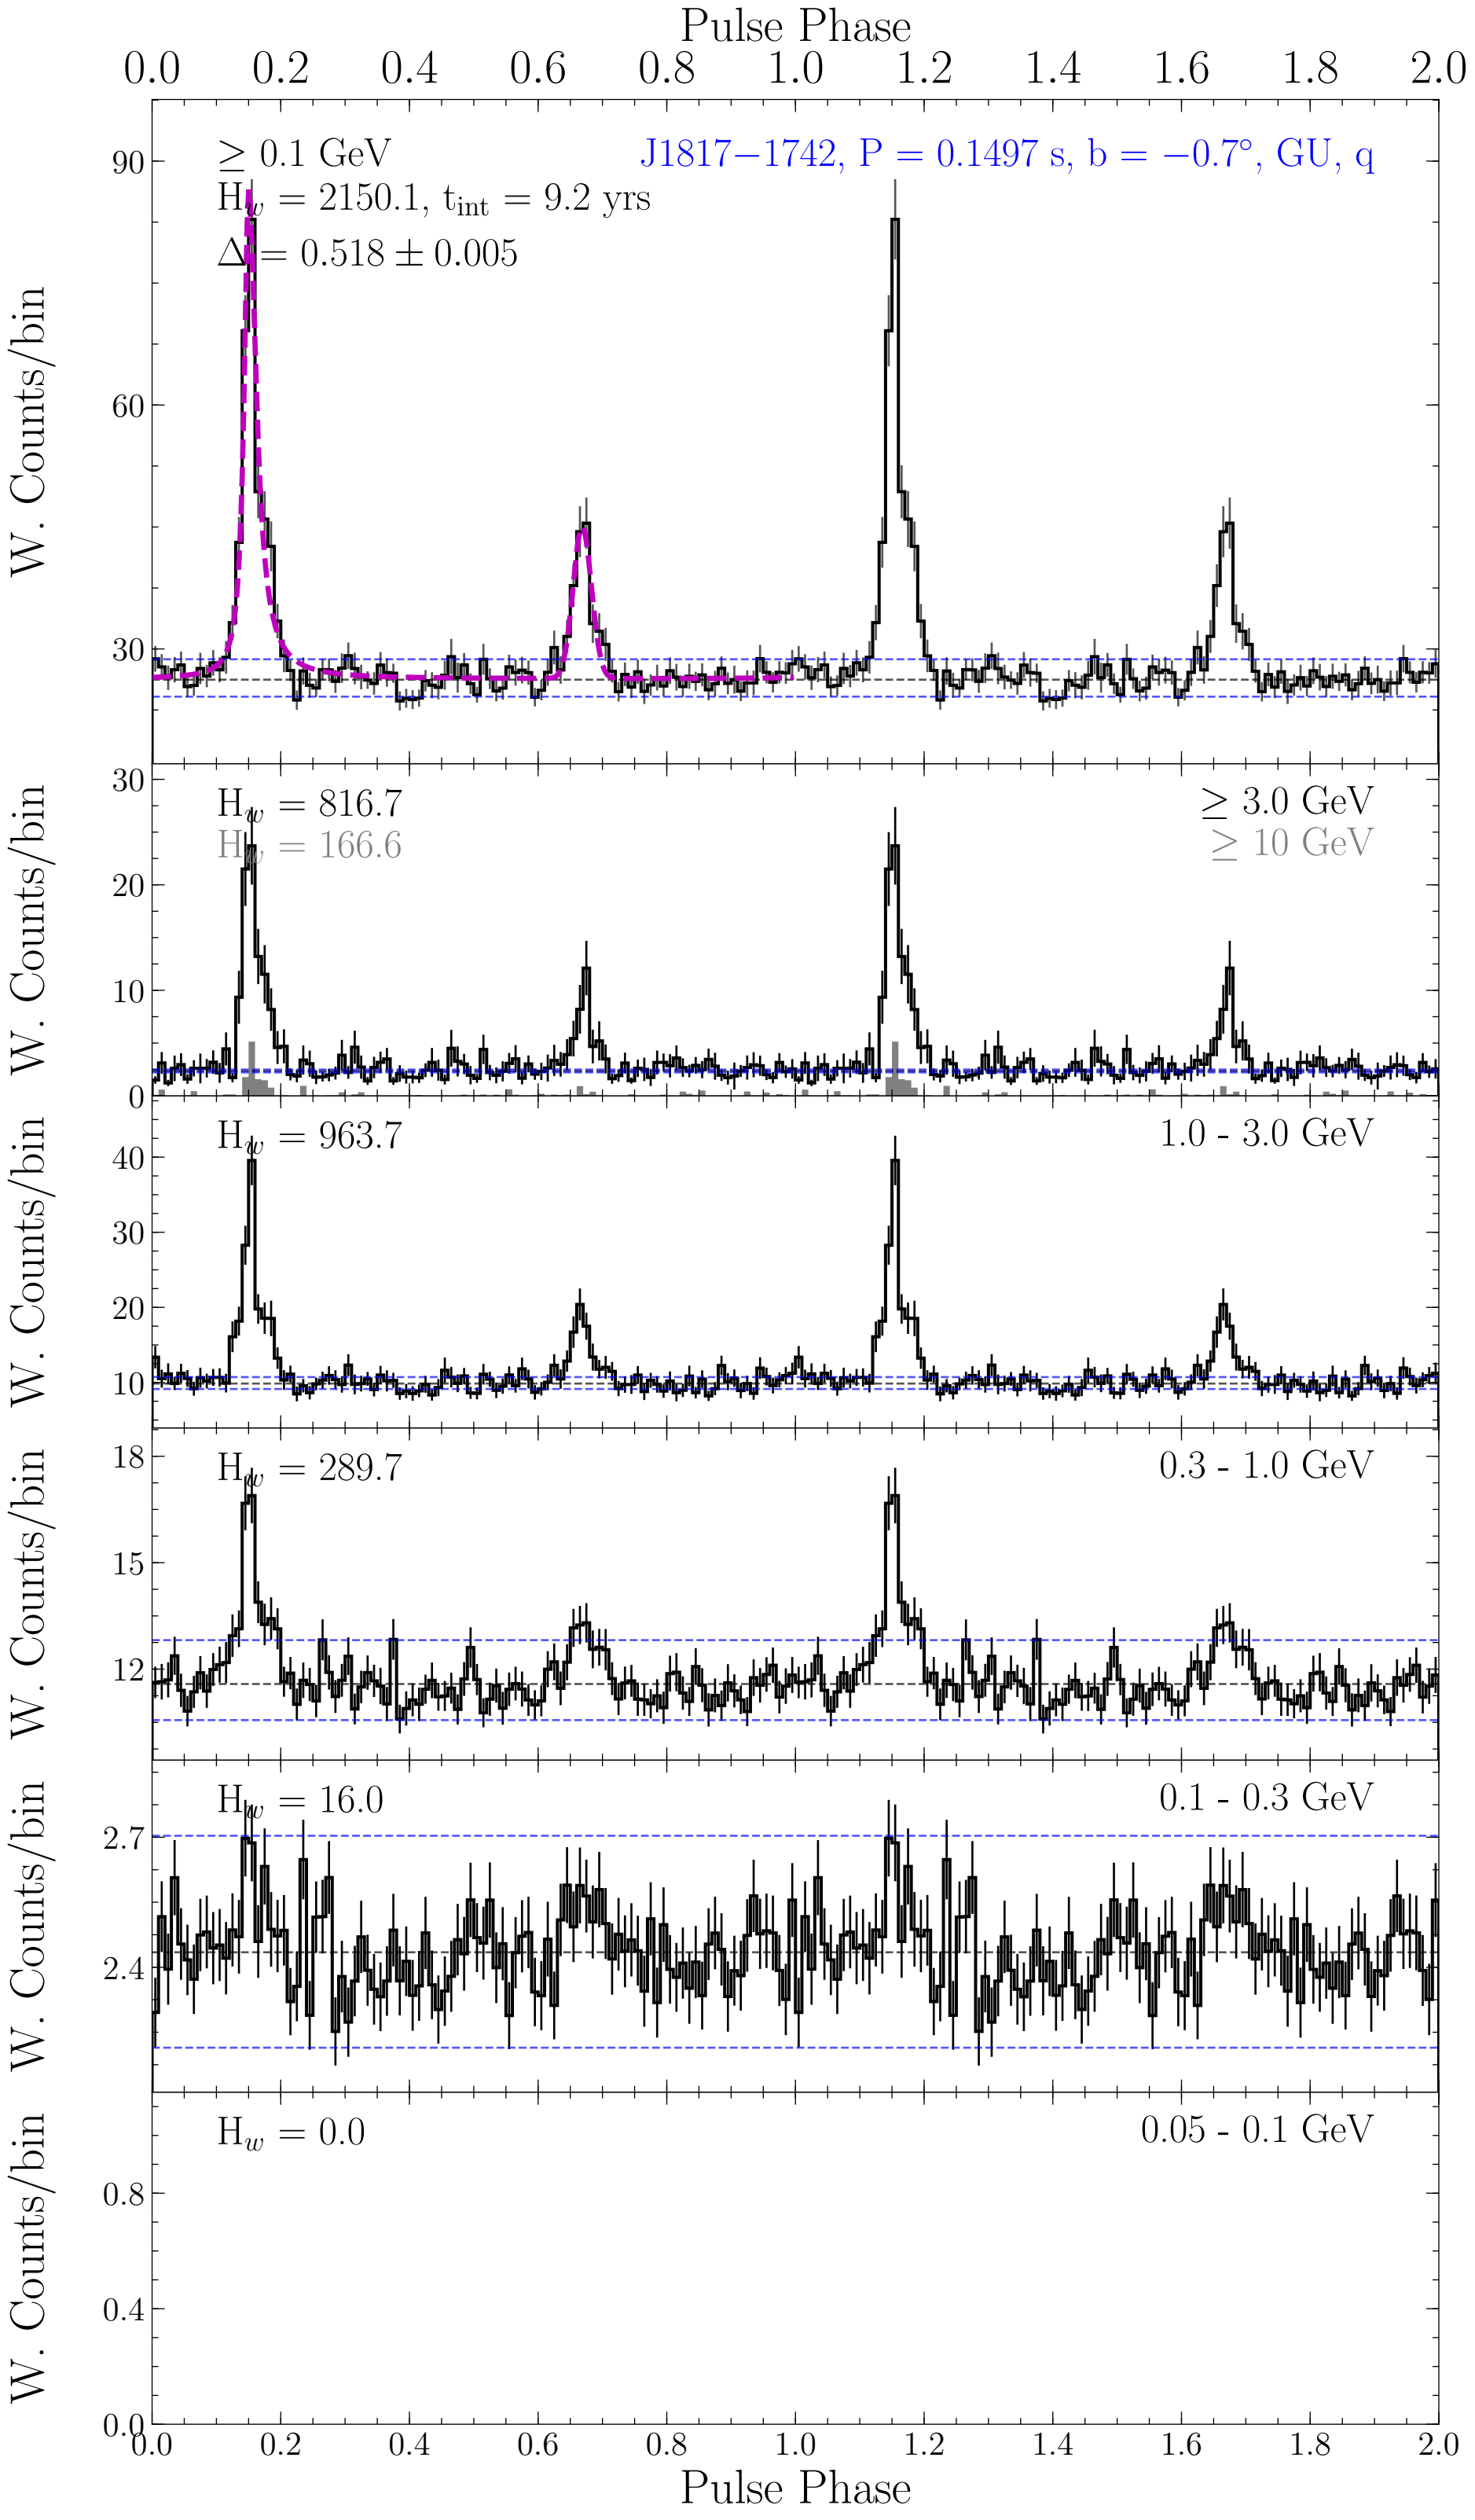 Pulse Phase
0.0 0.2 0.4 0.6 0.8 1.0 1.2 1.4 1.6 1.8 2.0
≥ 0.1 GeV
J1817−1742, P = 0.1497 s, b = −0.7°, GU, q
H_w = 2150.1, t_int = 9.2 yrs
Δ = 0.518 ± 0.005
W. Counts/bin
90
60
30
H_w = 816.7
≥ 3.0 GeV
H_w = 166.6
≥ 10 GeV
W. Counts/bin
30
20
10
0
H_w = 963.7
1.0 - 3.0 GeV
W. Counts/bin
40
30
20
10
H_w = 289.7
0.3 - 1.0 GeV
W. Counts/bin
18
15
12
H_w = 16.0
0.1 - 0.3 GeV
W. Counts/bin
2.7
2.4
H_w = 0.0
0.05 - 0.1 GeV
W. Counts/bin
0.8
0.4
0.0
0.0 0.2 0.4 0.6 0.8 1.0 1.2 1.4 1.6 1.8 2.0
Pulse Phase